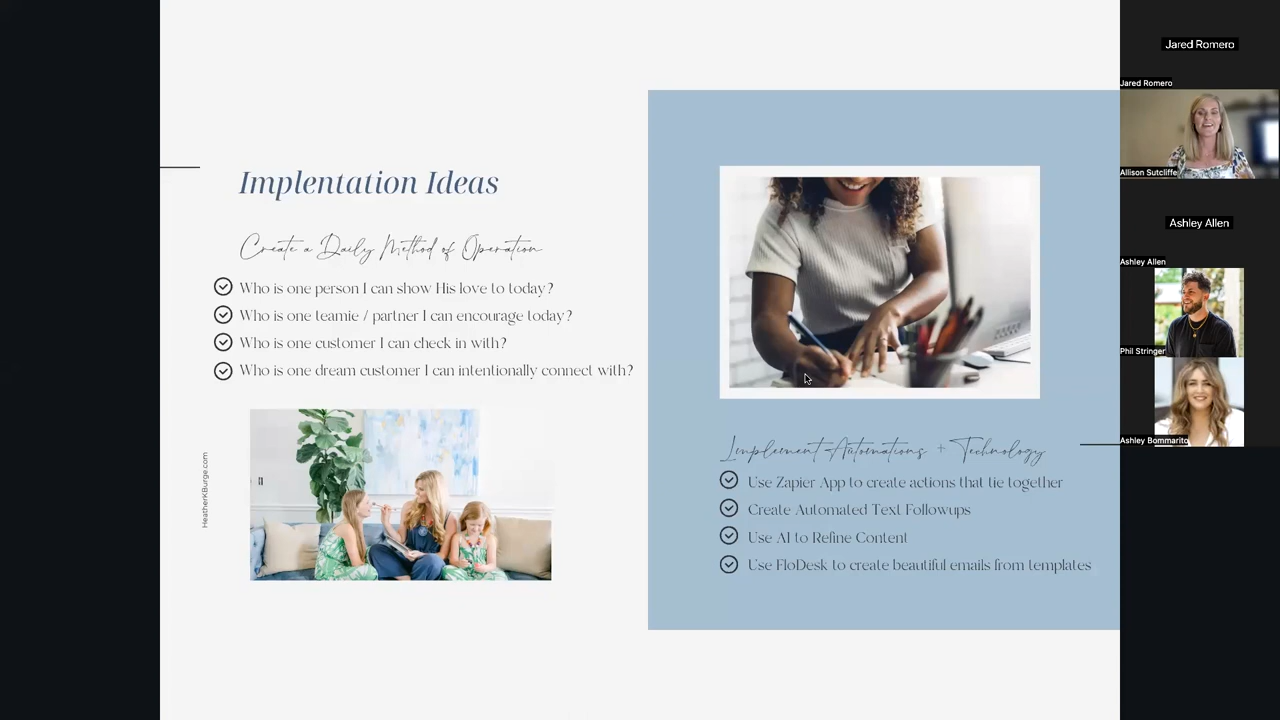 Implentation Ideas
Create a Daily Method of Operation
Who is one person I can show His love to today?
Who is one teamie / partner I can encourage today?
Who is one customer I can check in with?
Who is one dream customer I can intentionally connect with?
HeatherKBurge.com
Implement Automations + Technology
Use Zapier App to create actions that tie together
Create Automated Text Followups
Use AI to Refine Content
Use FloDesk to create beautiful emails from templates
Jared Romero
Jared Romero
Allison Sutcliffe
Ashley Allen
Ashley Allen
Phil Stringer
Ashley Bommarito